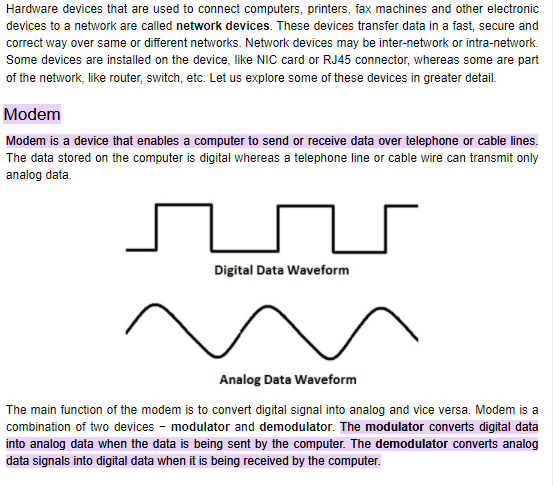 Hardware devices that are used to connect computers, printers, fax machines and other electronic
devices to a network are called network devices. These devices transfer data in a fast, secure and
correct way over same or different networks. Network devices may be inter-network or intra-network.
Some devices are installed on the device, like NIC card or RJ45 connector, whereas some are part
of the network, like router, switch, etc. Let us explore some of these devices in greater detail.
Modem
Modem is a device that enables a computer to send or receive data over telephone or cable lines.
The data stored on the computer is digital whereas a telephone line or cable wire can transmit only
analog data.
Digital Data Waveform
Analog Data Waveform
The main function of the modem is to convert digital signal into analog and vice versa. Modem is a
combination of two devices − modulator and demodulator. The modulator converts digital data
into analog data when the data is being sent by the computer. The demodulator converts analog
data signals into digital data when it is being received by the computer.